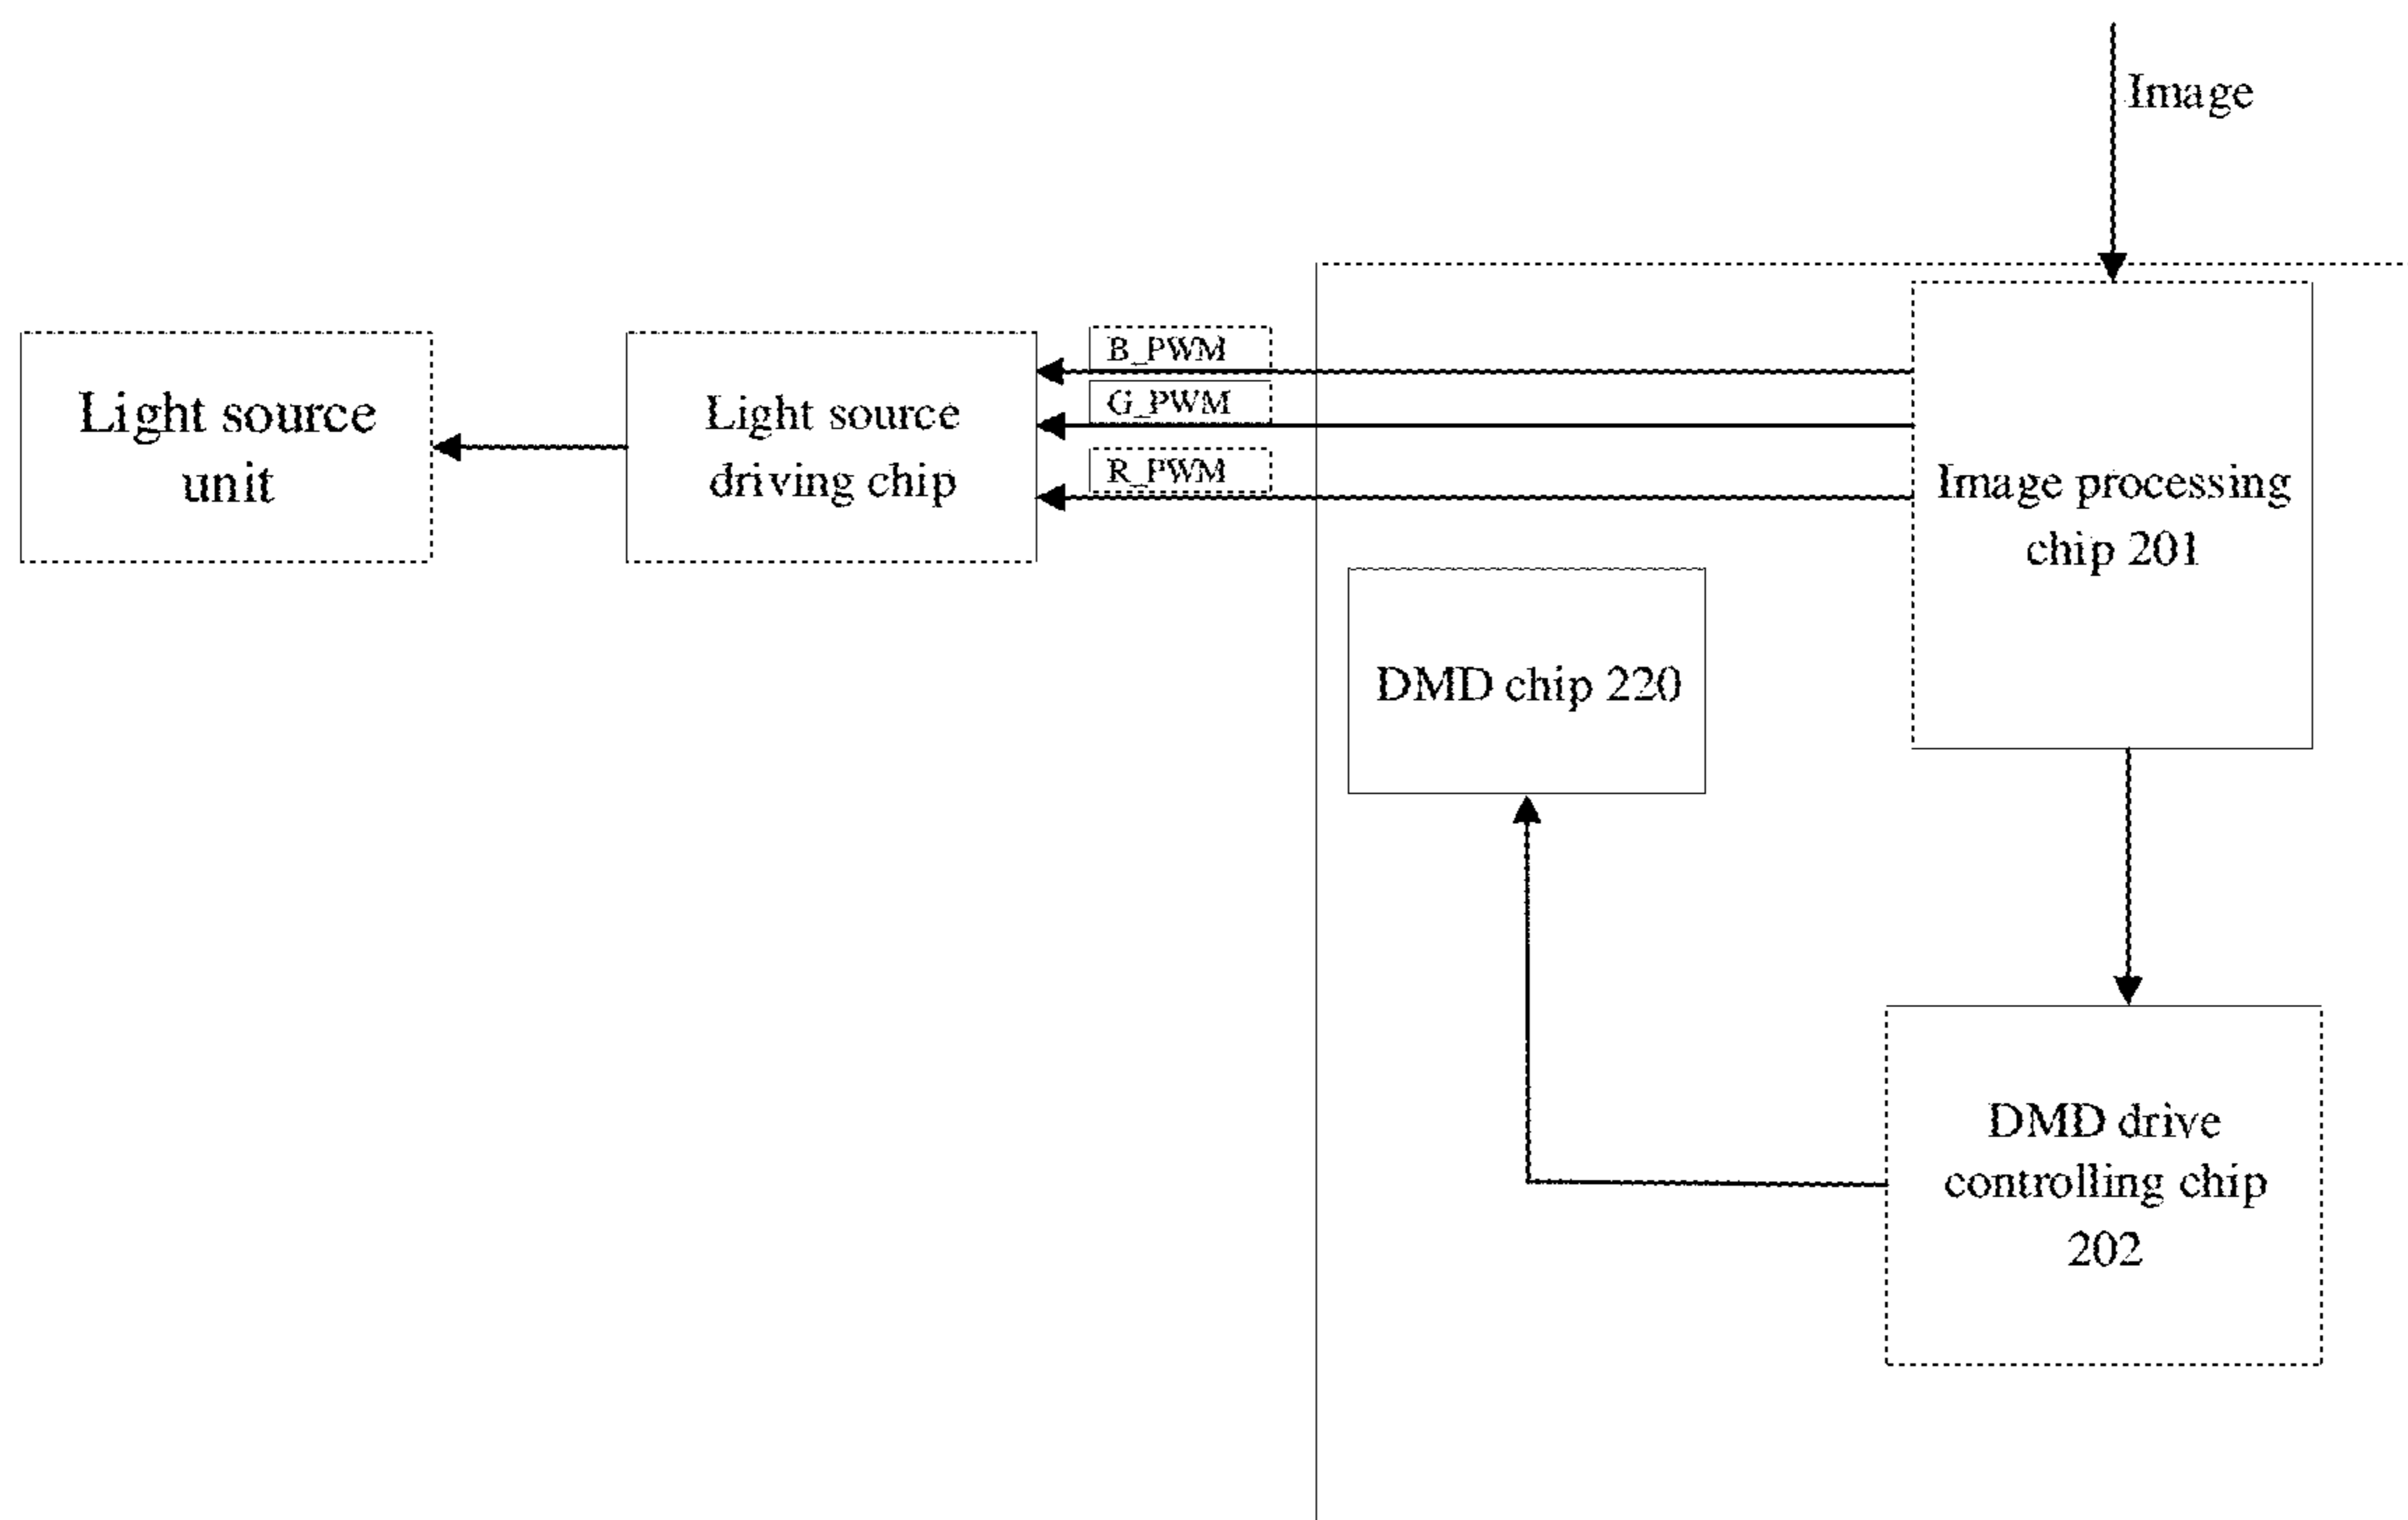 Image
B_PWM
G_PWM
R_PWM
Light source
unit
Light source
driving chip
Image processing
chip 201
DMD chip 220
DMD drive
controlling chip
202